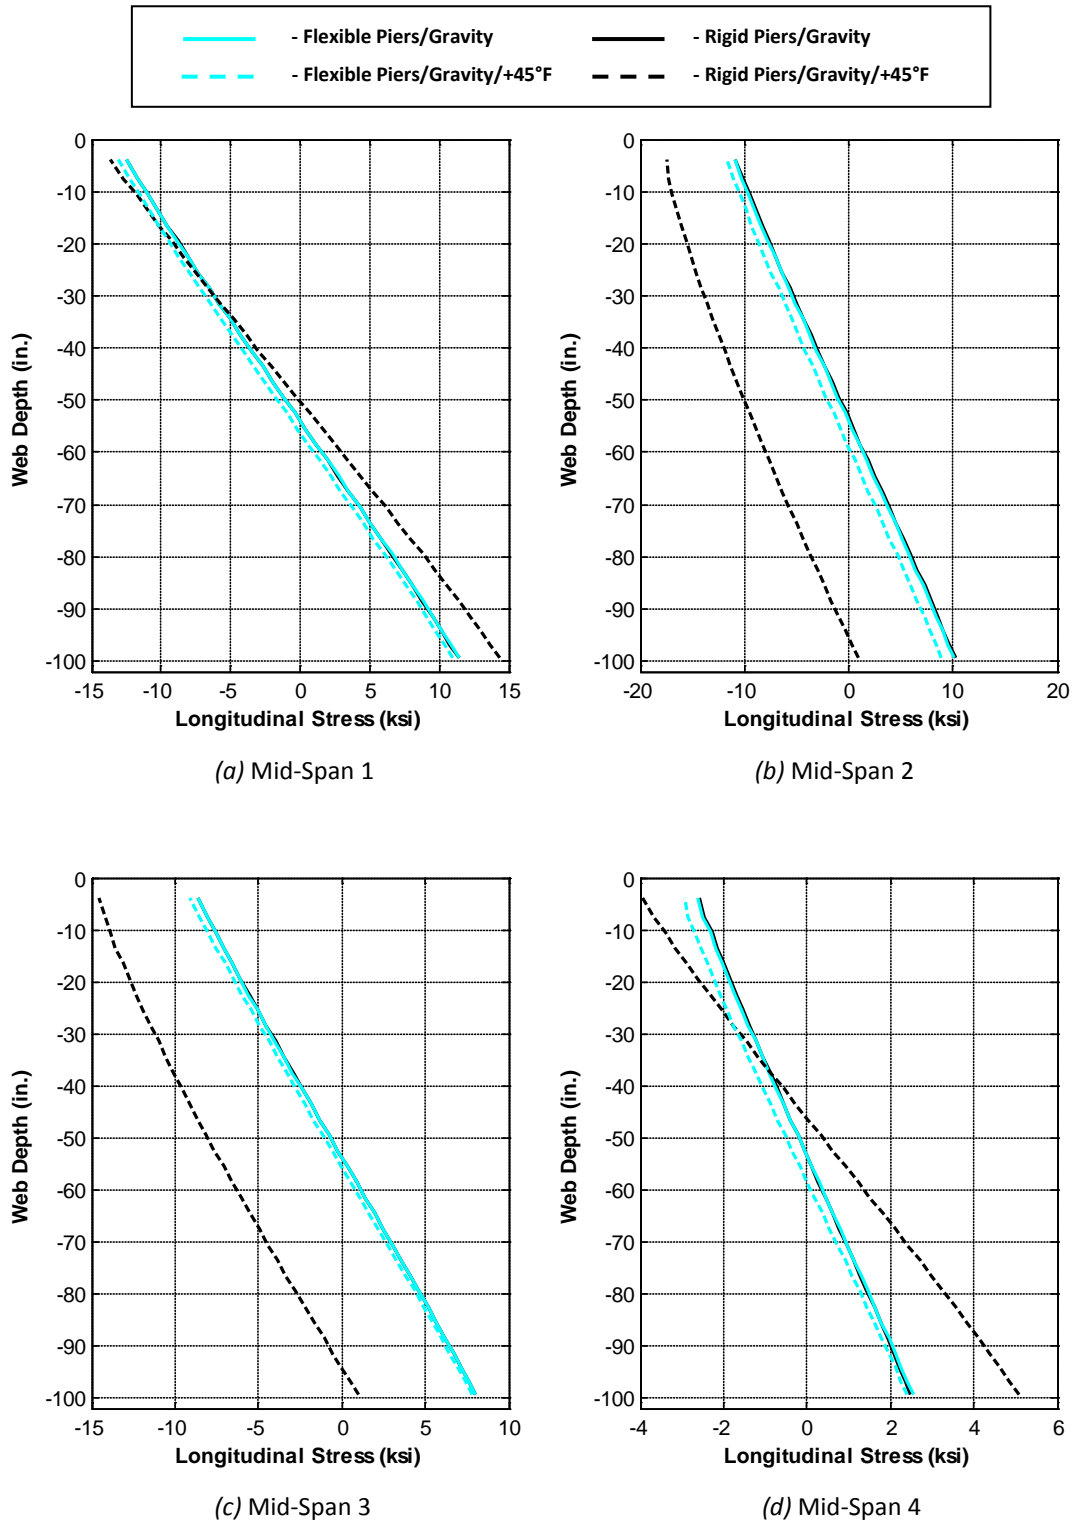 - Flexible Piers/Gravity - Rigid Piers/Gravity
- Flexible Piers/Gravity/+45°F - Rigid Piers/Gravity/+45°F
0
-10
-20
-30
-40
-50
-60
-70
-80
-90
-100
Web Depth (in.)
-15 -10 -5 0 5 10 15
Longitudinal Stress (ksi)
(a) Mid-Span 1
0
-10
-20
-30
-40
-50
-60
-70
-80
-90
-100
Web Depth (in.)
-20 -10 0 10 20
Longitudinal Stress (ksi)
(b) Mid-Span 2
0
-10
-20
-30
-40
-50
-60
-70
-80
-90
-100
Web Depth (in.)
-15 -10 -5 0 5 10
Longitudinal Stress (ksi)
(c) Mid-Span 3
0
-10
-20
-30
-40
-50
-60
-70
-80
-90
-100
Web Depth (in.)
-4 -2 0 2 4 6
Longitudinal Stress (ksi)
(d) Mid-Span 4